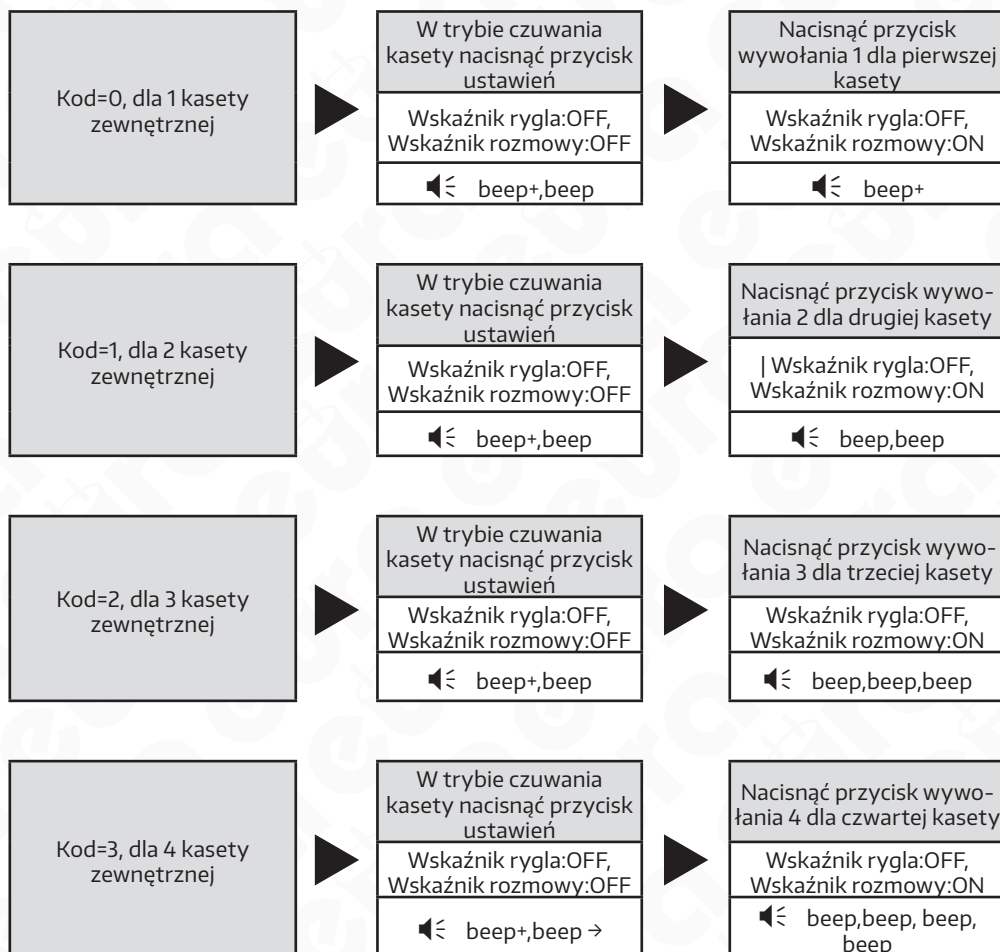 Kod=0, dla 1 kasety
zewnętrznej
W trybie czuwania
kasety nacisnąć przycisk
ustawień
Wskaźnik rygla:OFF,
Wskaźnik rozmowy:OFF
beep+,beep
Nacisnąć przycisk
wywołania 1 dla pierwszej
kasety
Wskaźnik rygla:OFF,
Wskaźnik rozmowy:ON
beep+
Kod=1, dla 2 kasety
zewnętrznej
W trybie czuwania
kasety nacisnąć przycisk
ustawień
Wskaźnik rygla:OFF,
Wskaźnik rozmowy:OFF
beep+,beep
Nacisnąć przycisk wywo-
łania 2 dla drugiej kasety
| Wskaźnik rygla:OFF,
Wskaźnik rozmowy:ON
beep,beep
Kod=2, dla 3 kasety
zewnętrznej
W trybie czuwania
kasety nacisnąć przycisk
ustawień
Wskaźnik rygla:OFF,
Wskaźnik rozmowy:OFF
beep+,beep
Nacisnąć przycisk wywo-
łania 3 dla trzeciej kasety
Wskaźnik rygla:OFF,
Wskaźnik rozmowy:ON
beep,beep,beep
Kod=3, dla 4 kasety
zewnętrznej
W trybie czuwania
kasety nacisnąć przycisk
ustawień
Wskaźnik rygla:OFF,
Wskaźnik rozmowy:OFF
beep+,beep →
Nacisnąć przycisk wywo-
łania 4 dla czwartej kasety
Wskaźnik rygla:OFF,
Wskaźnik rozmowy:ON
beep,beep, beep,
beep